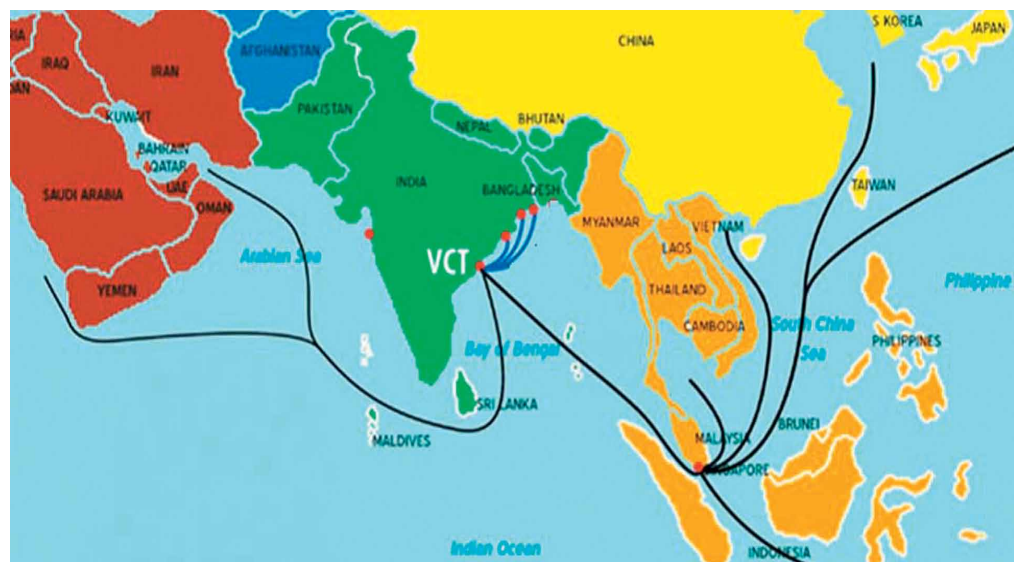 S KOREA
JAPAN
CHINA
AFGHANISTAN
IRAQ
IRAN
PAKISTAN
KUWAIT
NEPAL
BHUTAN
BAHRAIN
QATAR
UAE
SAUDI ARABIA
OMAN
INDIA
BANGLADESH
TAIWAN
MYANMAR
VIETNAM
LAOS
Arabian Sea
VCT
YEMEN
THAILAND
Philippine
CAMBODIA
South China
Sea
PHILIPPINES
Bay of Bengal
SRI LANKA
MALDIVES
MALAYSIA
BRUNEI
SINGAPORE
Indian Ocean
INDONESIA